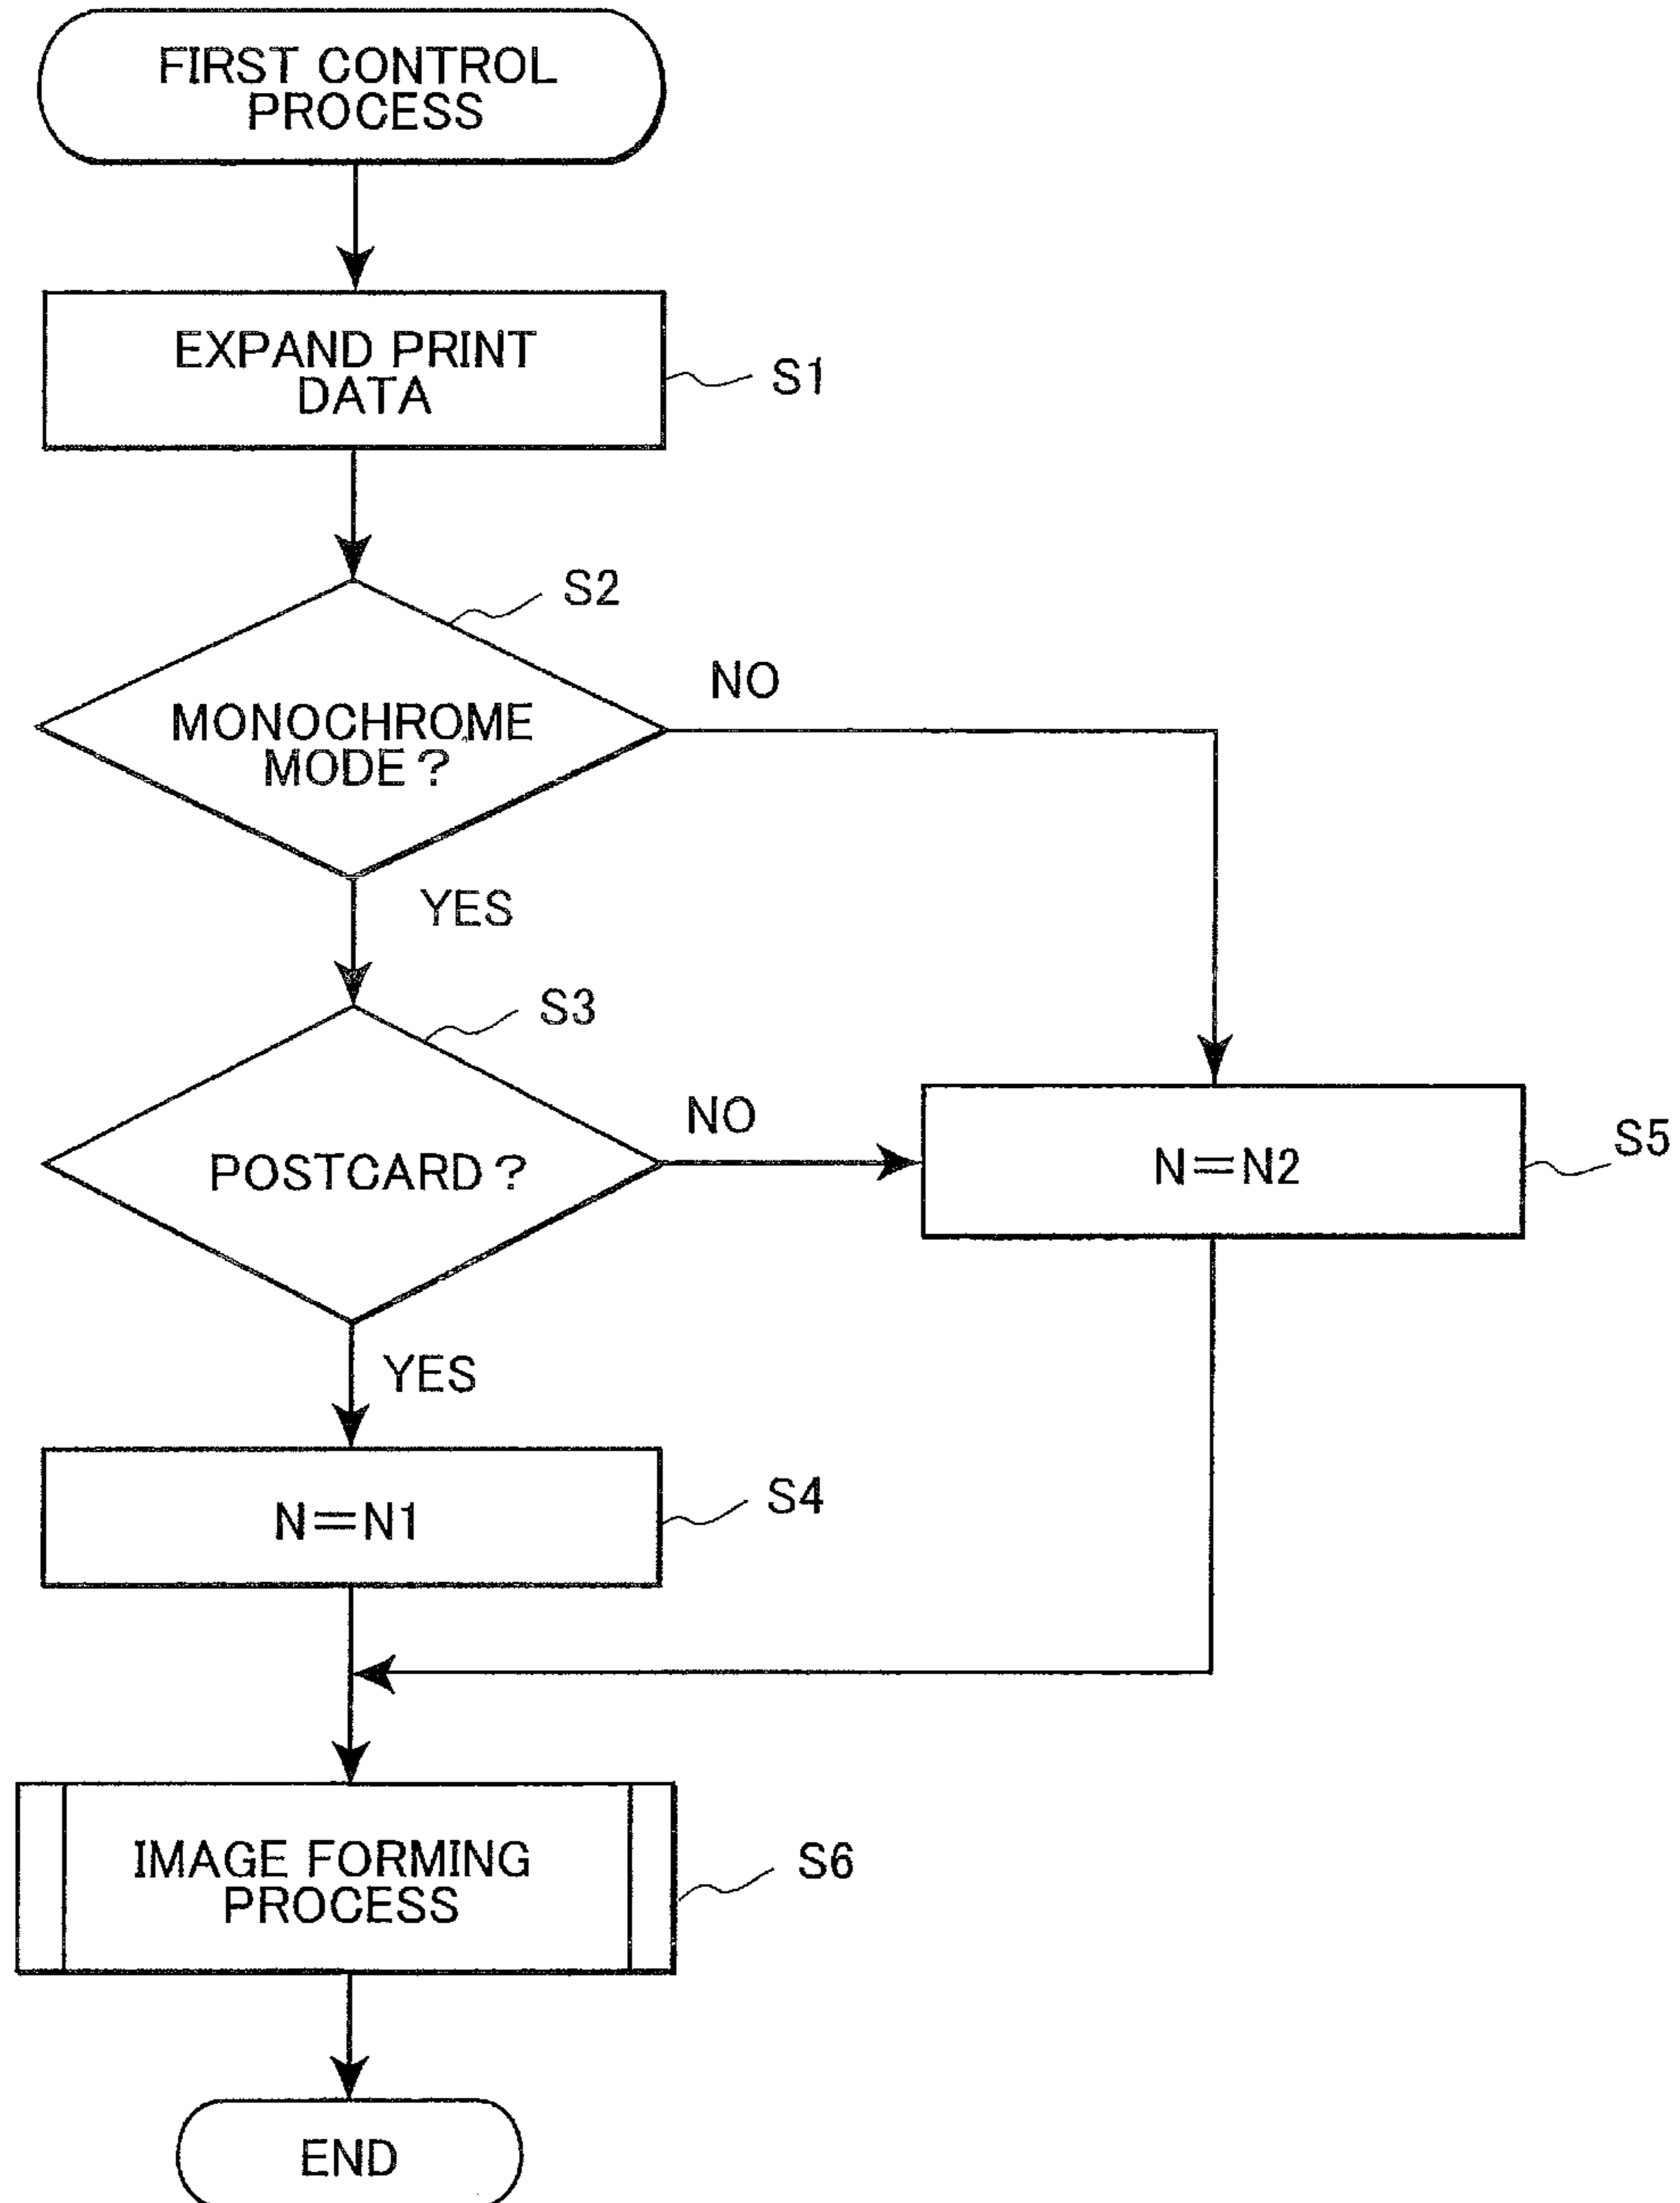 FIRST CONTROL
PROCESS
EXPAND PRINT
DATA
S1
S2
MONOCHROME
MODE?
NO
YES
S3
POSTCARD?
NO
N=N2
S5
YES
N=N1
S4
IMAGE FORMING
PROCESS
S6
END